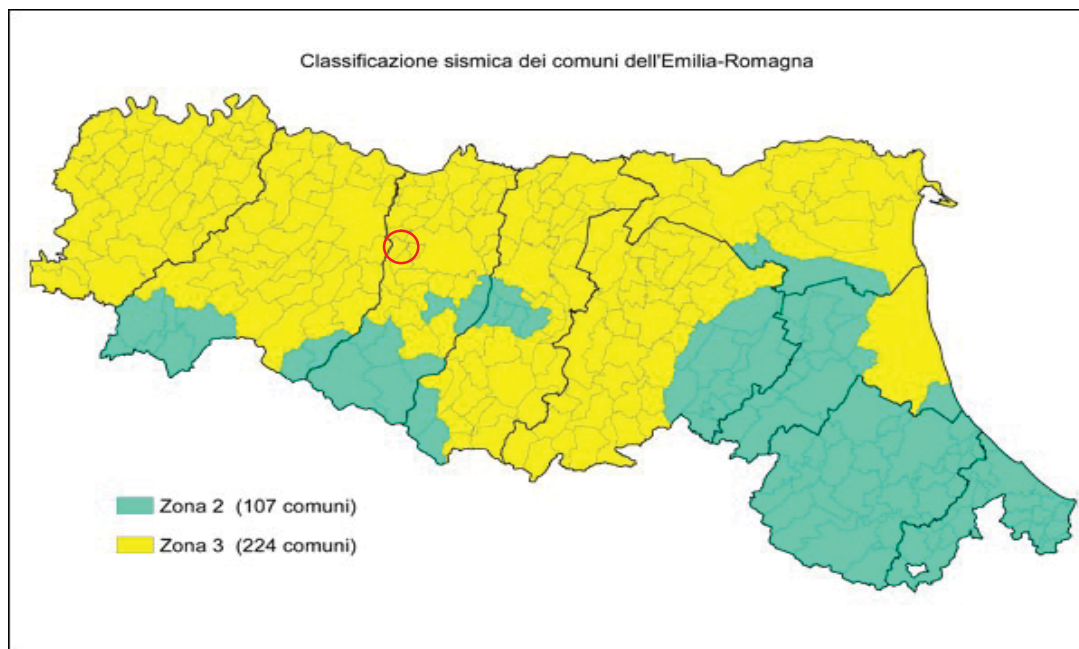 Classificazione sismica dei comuni dell'Emilia-Romagna
Zona 2 (107 comuni)
Zona 3 (224 comuni)